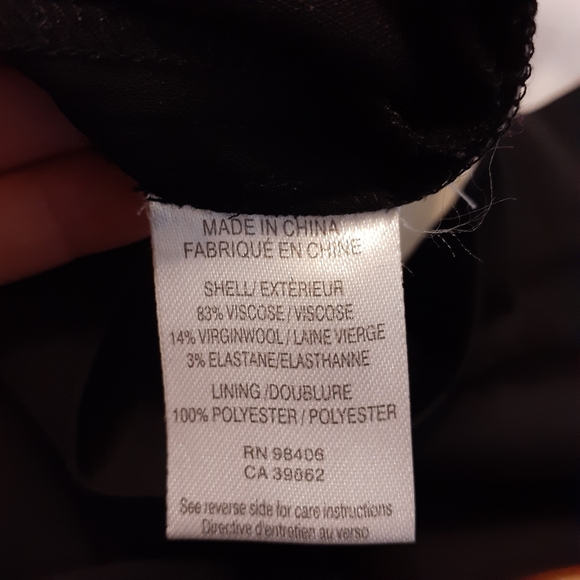 MADE IN CHINA
FABRIQUÉ EN CHINE
SHELL/EXTÉRIEUR
83% VISCOSE/VISCOSE
14% VIRGINWOOL/LAINE VIERGE
3% ELASTANE/ELASTHANNE
LINING/DOUBLURE
100% POLYESTER/POLYESTER
RN 98406
CA 39862
See reverse side for care instructions
Directive d'entretien au verso